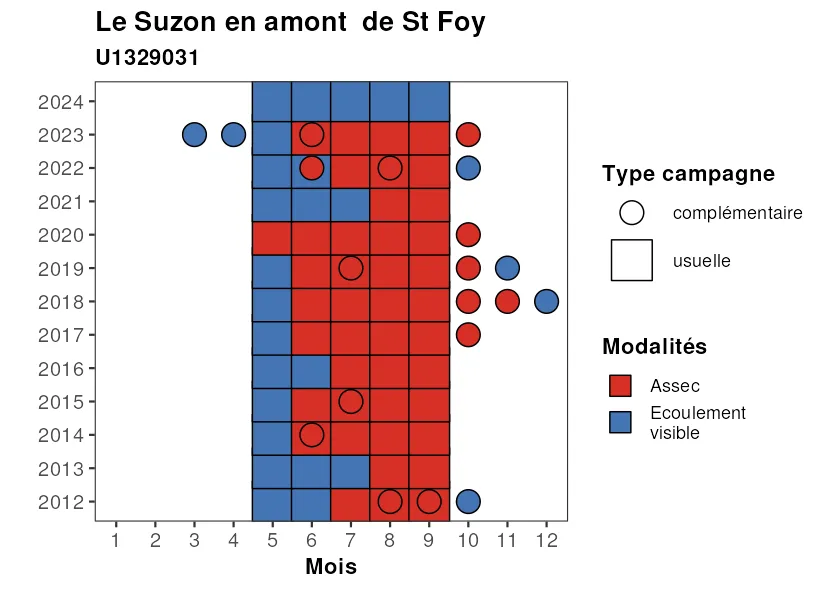 Le Suzon en amont  de St Foy
U1329031
2024
2023
2022
2021
2020
2019
2018
2017
2016
2015
2014
2013
2012
1 2 3 4 5 6 7 8 9 10 11 12
Mois
Type campagne
complémentaire
usuelle
Modalités
Assec
Ecoulement
visible